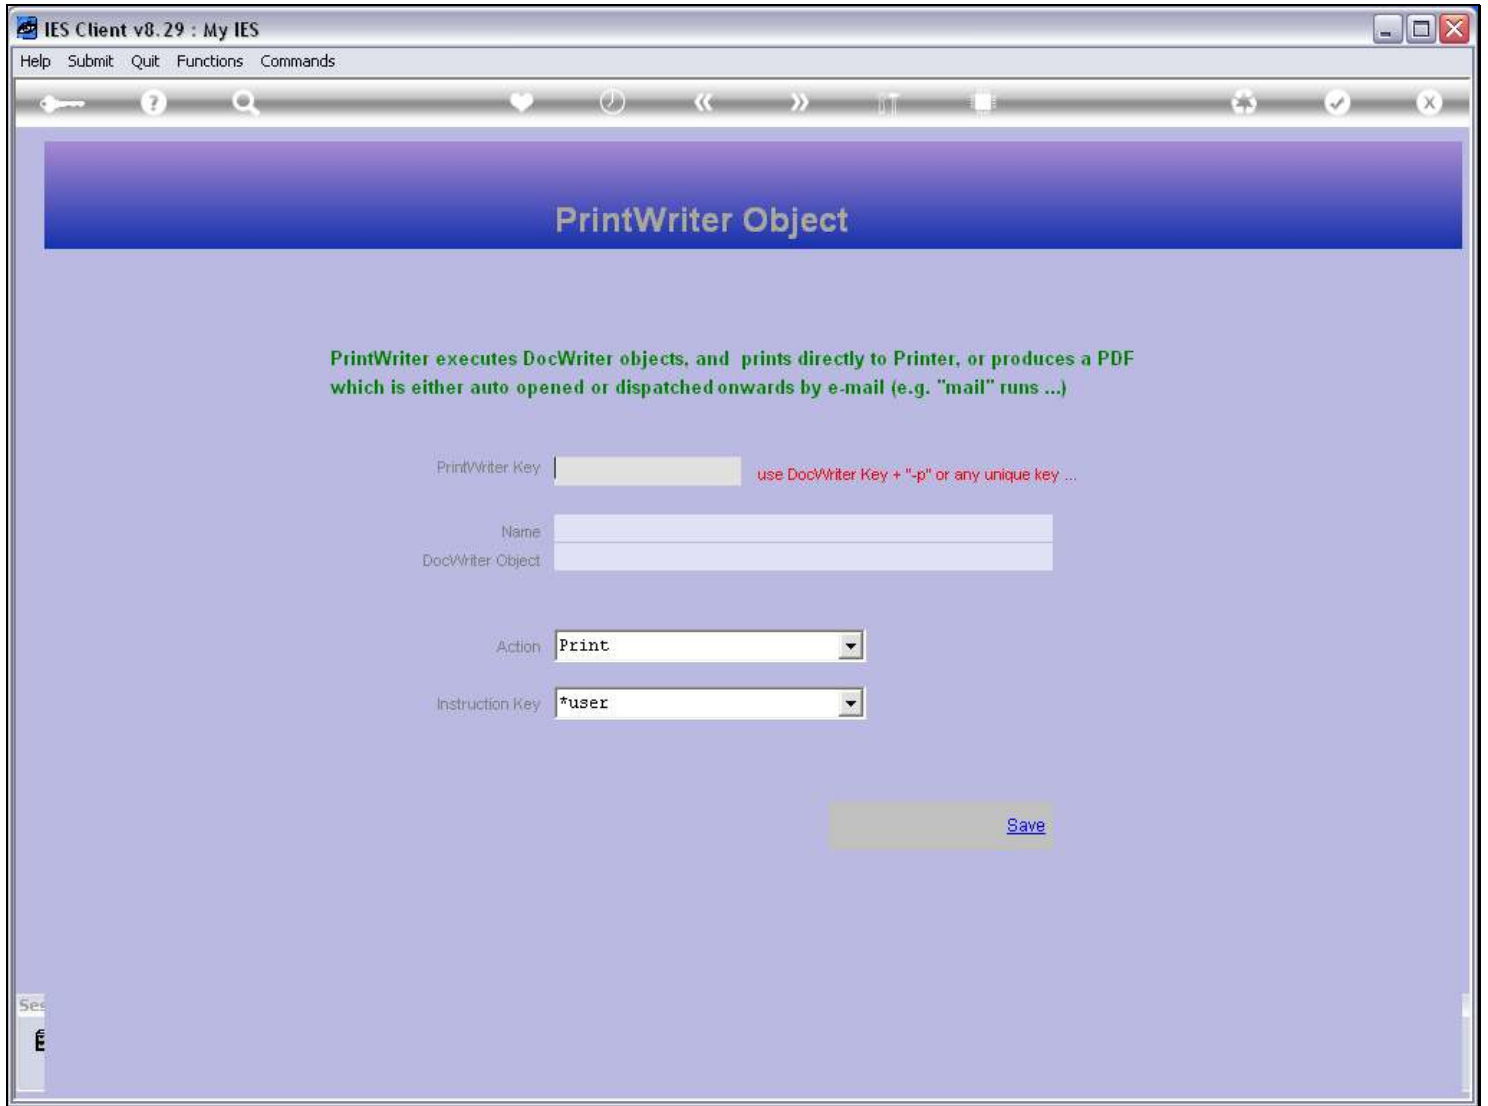 IES Client v8.29 : My IES
Help Submit Quit Functions Commands
PrintWriter Object
PrintWriter executes DocWriter objects, and prints directly to Printer, or produces a PDF
which is either auto opened or dispatched onwards by e-mail (e.g. "mail" runs ...)
PrintWriter Key
use DocWriter Key + "-p" or any unique key ...
Name
DocWriter Object
Action Print
Instruction Key *user
Save
Ses